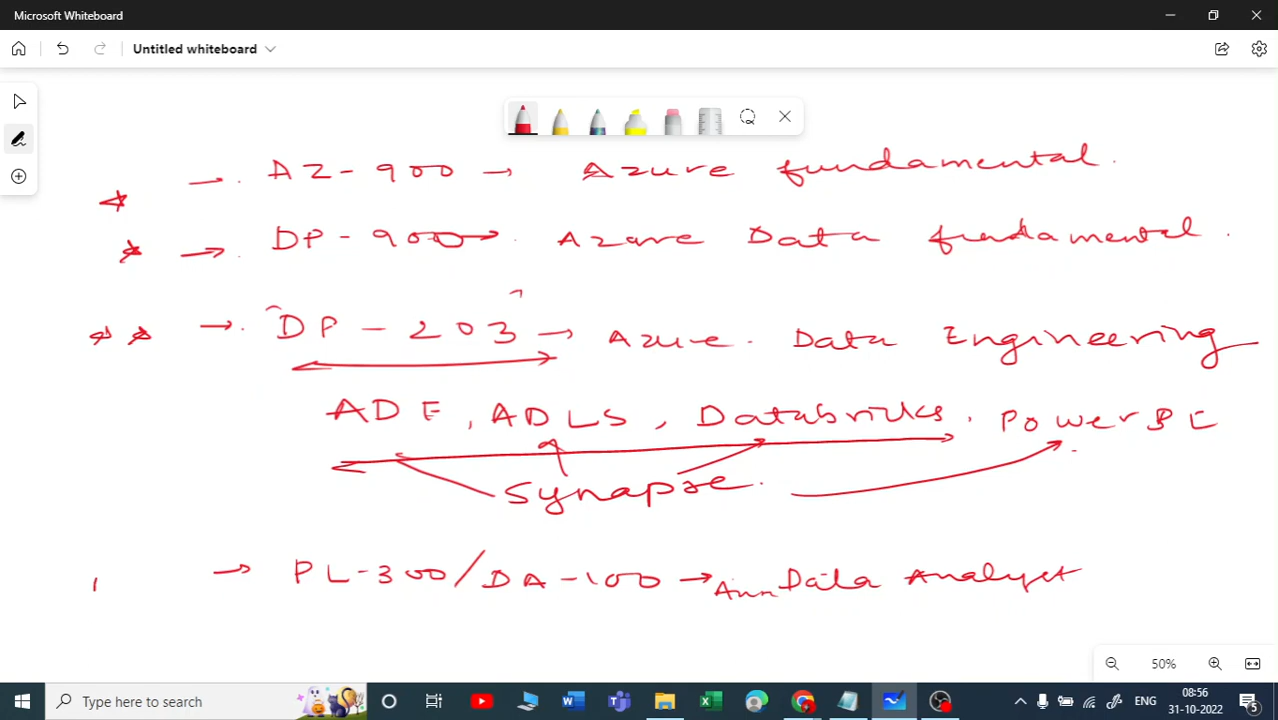 Microsoft Whiteboard
Untitled whiteboard
AZ-900 → Azure fundamental.
DP-900 → Azure Data fundamental.
DP-203 → Azure. Data Engineering
ADF, ADLS, Databricks. PowerBI
Synapse.
→ PL-300/DA-100 → Data Analyst
50%
Type here to search
ENG
08:56
31-10-2022
5